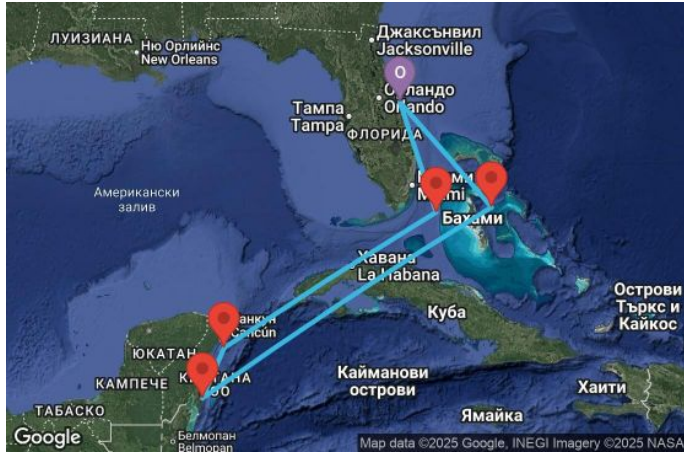 ЛУИЗИАНА
Ню Орлийнс
New Orleans
Джаксънвил
Jacksonville
O
Орландо
Orlando
Тампа
Tampa
ФЛОРИДА
Американски
залив
Miami
Бахами
Хавана
La Habana
Cancún
ЮКАТАН
КАМПЕЧЕ
ТАБАСКО
Куба
Кайманови
острови
Острови
Търкс и
Кайкос
Хаити
Ямайка
Белмопан
Belmopan
Google
Map data ©2025 Google, INEGI Imagery ©2025 NASA